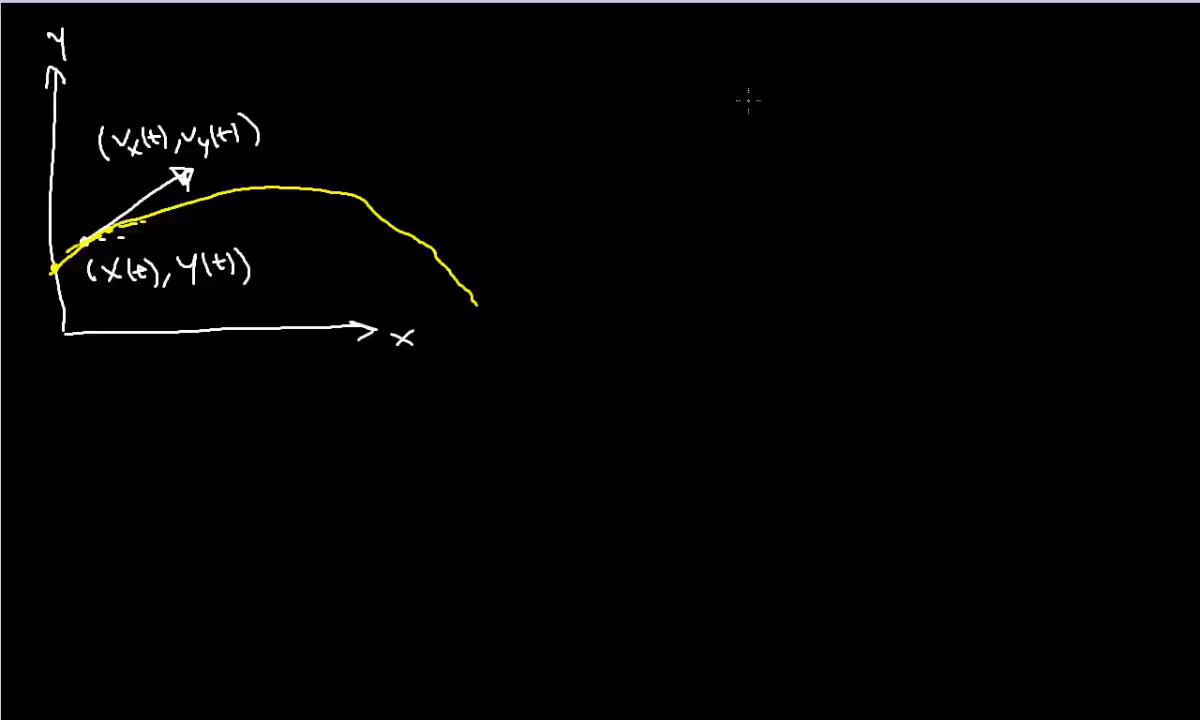 y
(vx(t), vy(t))
(x(t), y(t))
x